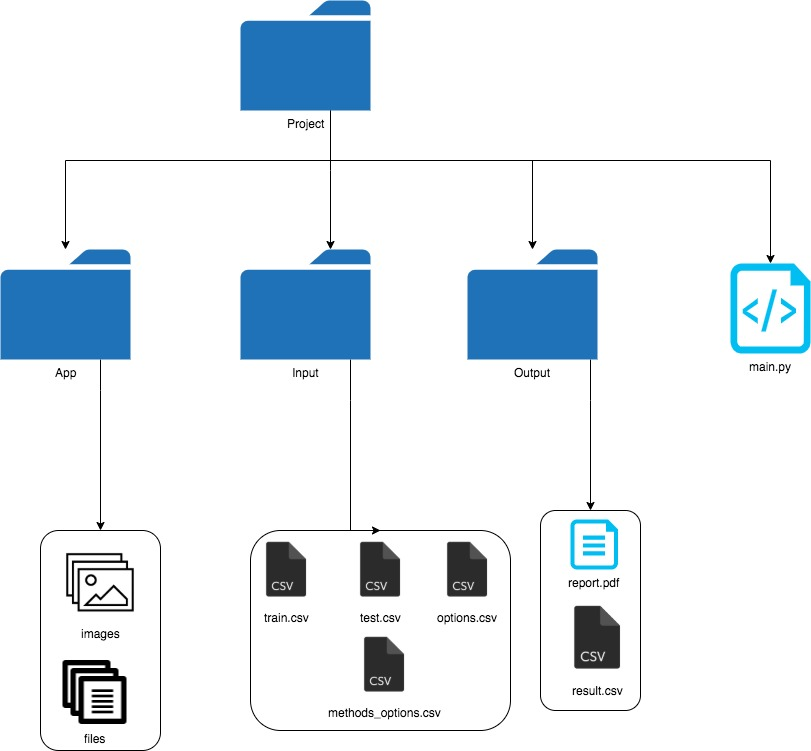 Project
App
Input
Output
</>
main.py
images
files
CSV
train.csv
CSV
test.csv
CSV
options.csv
CSV
methods_options.csv
report.pdf
CSV
result.csv